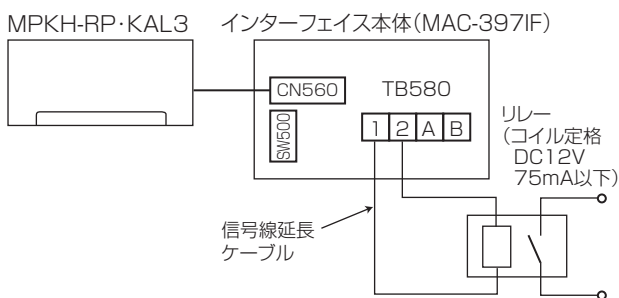 MPKH-RP･KAL3
インターフェイス本体(MAC-397IF)
CN560
TB580
SW500
1 2 A B
リレー
(コイル定格
DC12V
75mA以下)
信号線延長
ケーブル